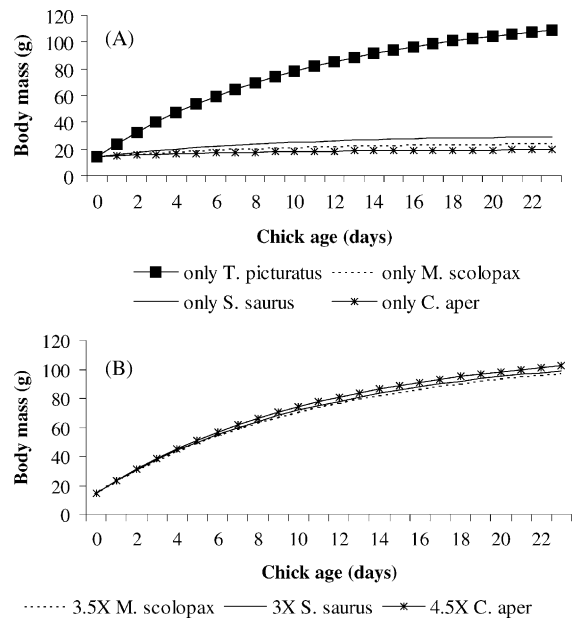 (A)
Body mass (g)
120
100
80
60
40
20
0
0 2 4 6 8 10 12 14 16 18 20 22
Chick age (days)
only T. picturatus only M. scolopax
only S. saurus only C. aper
(B)
Body mass (g)
120
100
80
60
40
20
0
0 2 4 6 8 10 12 14 16 18 20 22
Chick age (days)
3.5X M. scolopax 3X S. saurus 4.5X C. aper